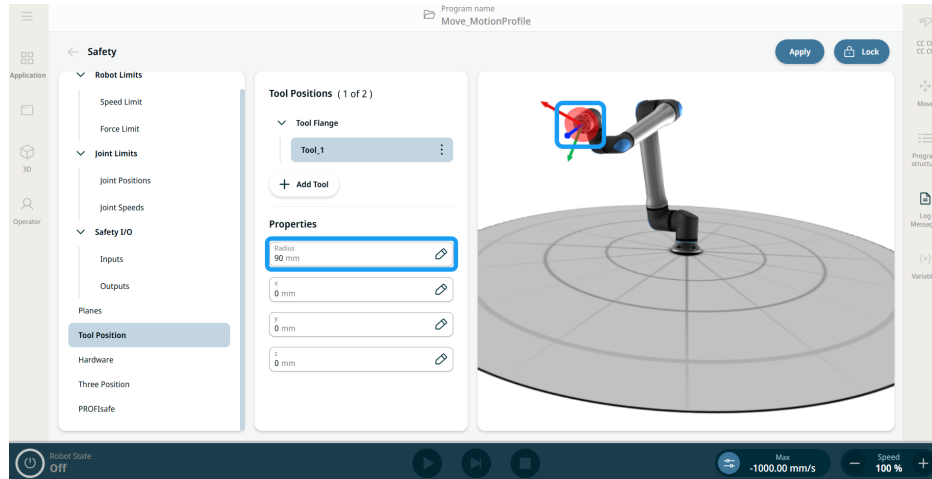 Program name
Move_MotionProfile
Safety
Apply
Lock
Application
3D
Operator
Robot Limits
Speed Limit
Force Limit
Joint Limits
Joint Positions
Joint Speeds
Safety I/O
Inputs
Outputs
Planes
Tool Position
Hardware
Three Position
PROFIsafe
Tool Positions ( 1 of 2 )
Tool Flange
Tool_1
+ Add Tool
Properties
Radius
90 mm
x
0 mm
y
0 mm
z
0 mm
Move
Log
{x}
Robot State
Off
Max
-1000.00 mm/s
Speed
100 %